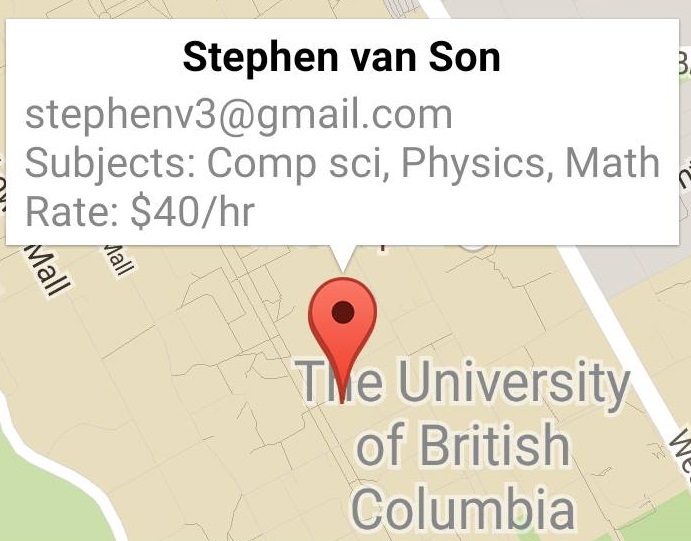 Stephen van Son
stephenv3@gmail.com
Subjects: Comp sci, Physics, Math
Rate: $40/hr
Mall
Mall
The University
of British
Columbia